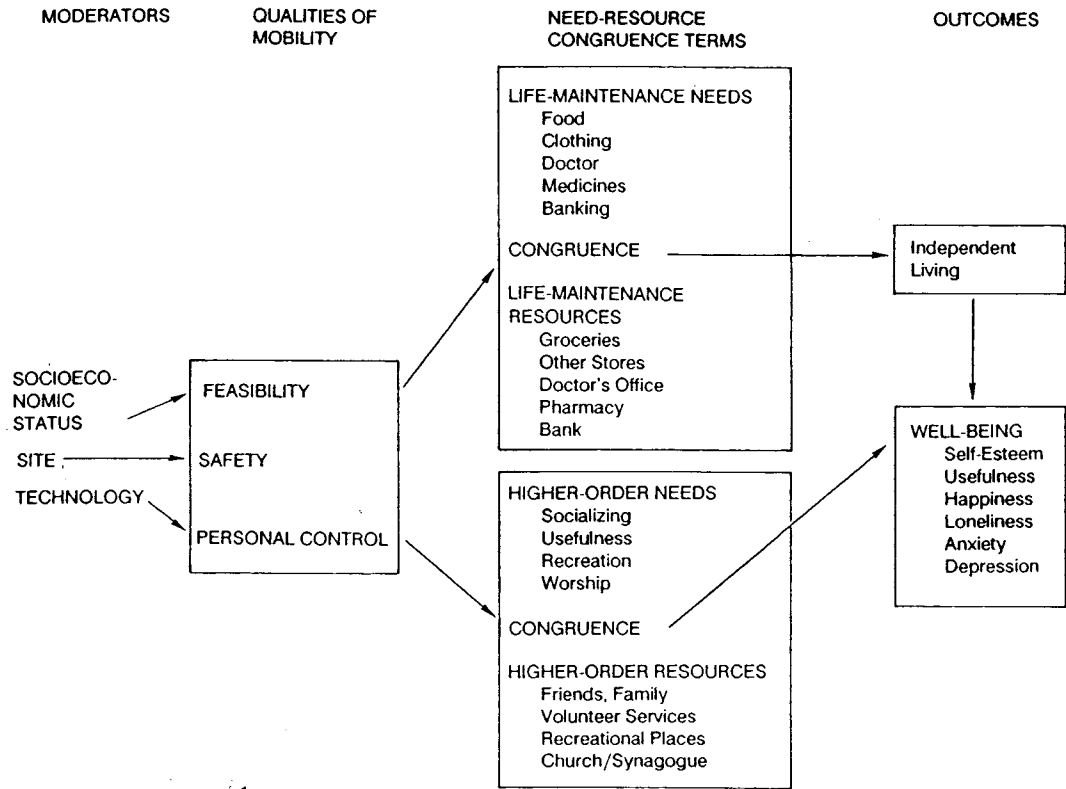 MODERATORS
QUALITIES OF
MOBILITY
NEED-RESOURCE
CONGRUENCE TERMS
OUTCOMES
SOCIOECO-
NOMIC
STATUS
SITE
TECHNOLOGY
FEASIBILITY
SAFETY
PERSONAL CONTROL
LIFE-MAINTENANCE NEEDS
Food
Clothing
Doctor
Medicines
Banking
CONGRUENCE
LIFE-MAINTENANCE
RESOURCES
Groceries
Other Stores
Doctor's Office
Pharmacy
Bank
HIGHER-ORDER NEEDS
Socializing
Usefulness
Recreation
Worship
CONGRUENCE
HIGHER-ORDER RESOURCES
Friends, Family
Volunteer Services
Recreational Places
Church/Synagogue
Independent
Living
WELL-BEING
Self-Esteem
Usefulness
Happiness
Loneliness
Anxiety
Depression